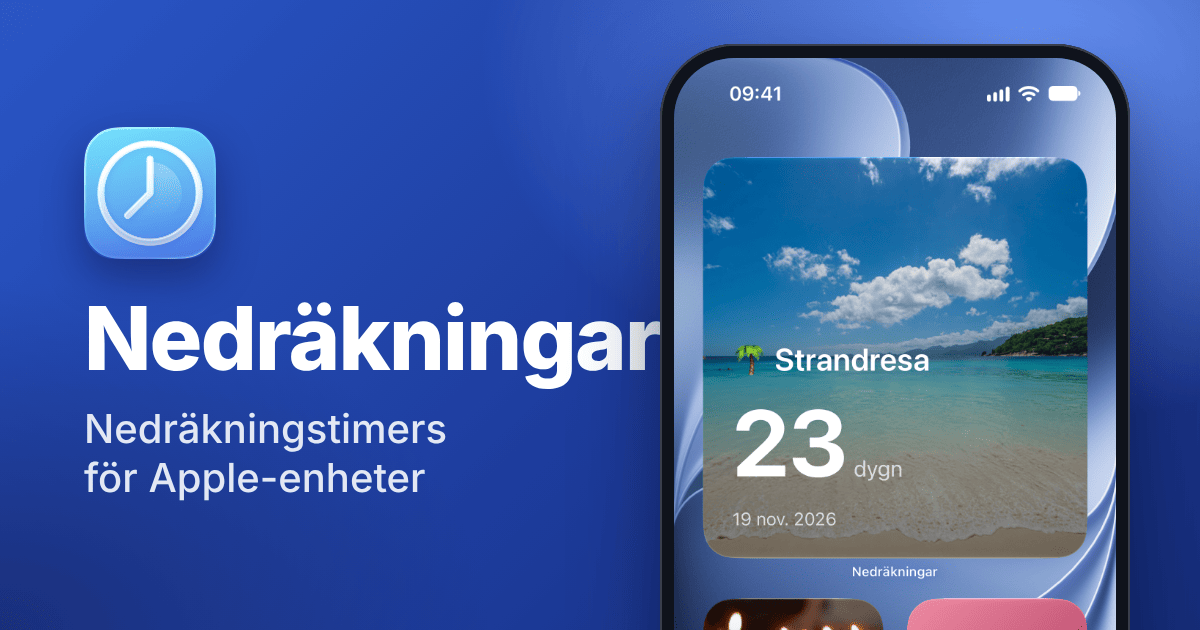 Nedräkningar
Nedräkningstimers
för Apple-enheter
09:41
🌴 Strandresa
23 dygn
19 nov. 2026
Nedräkningar